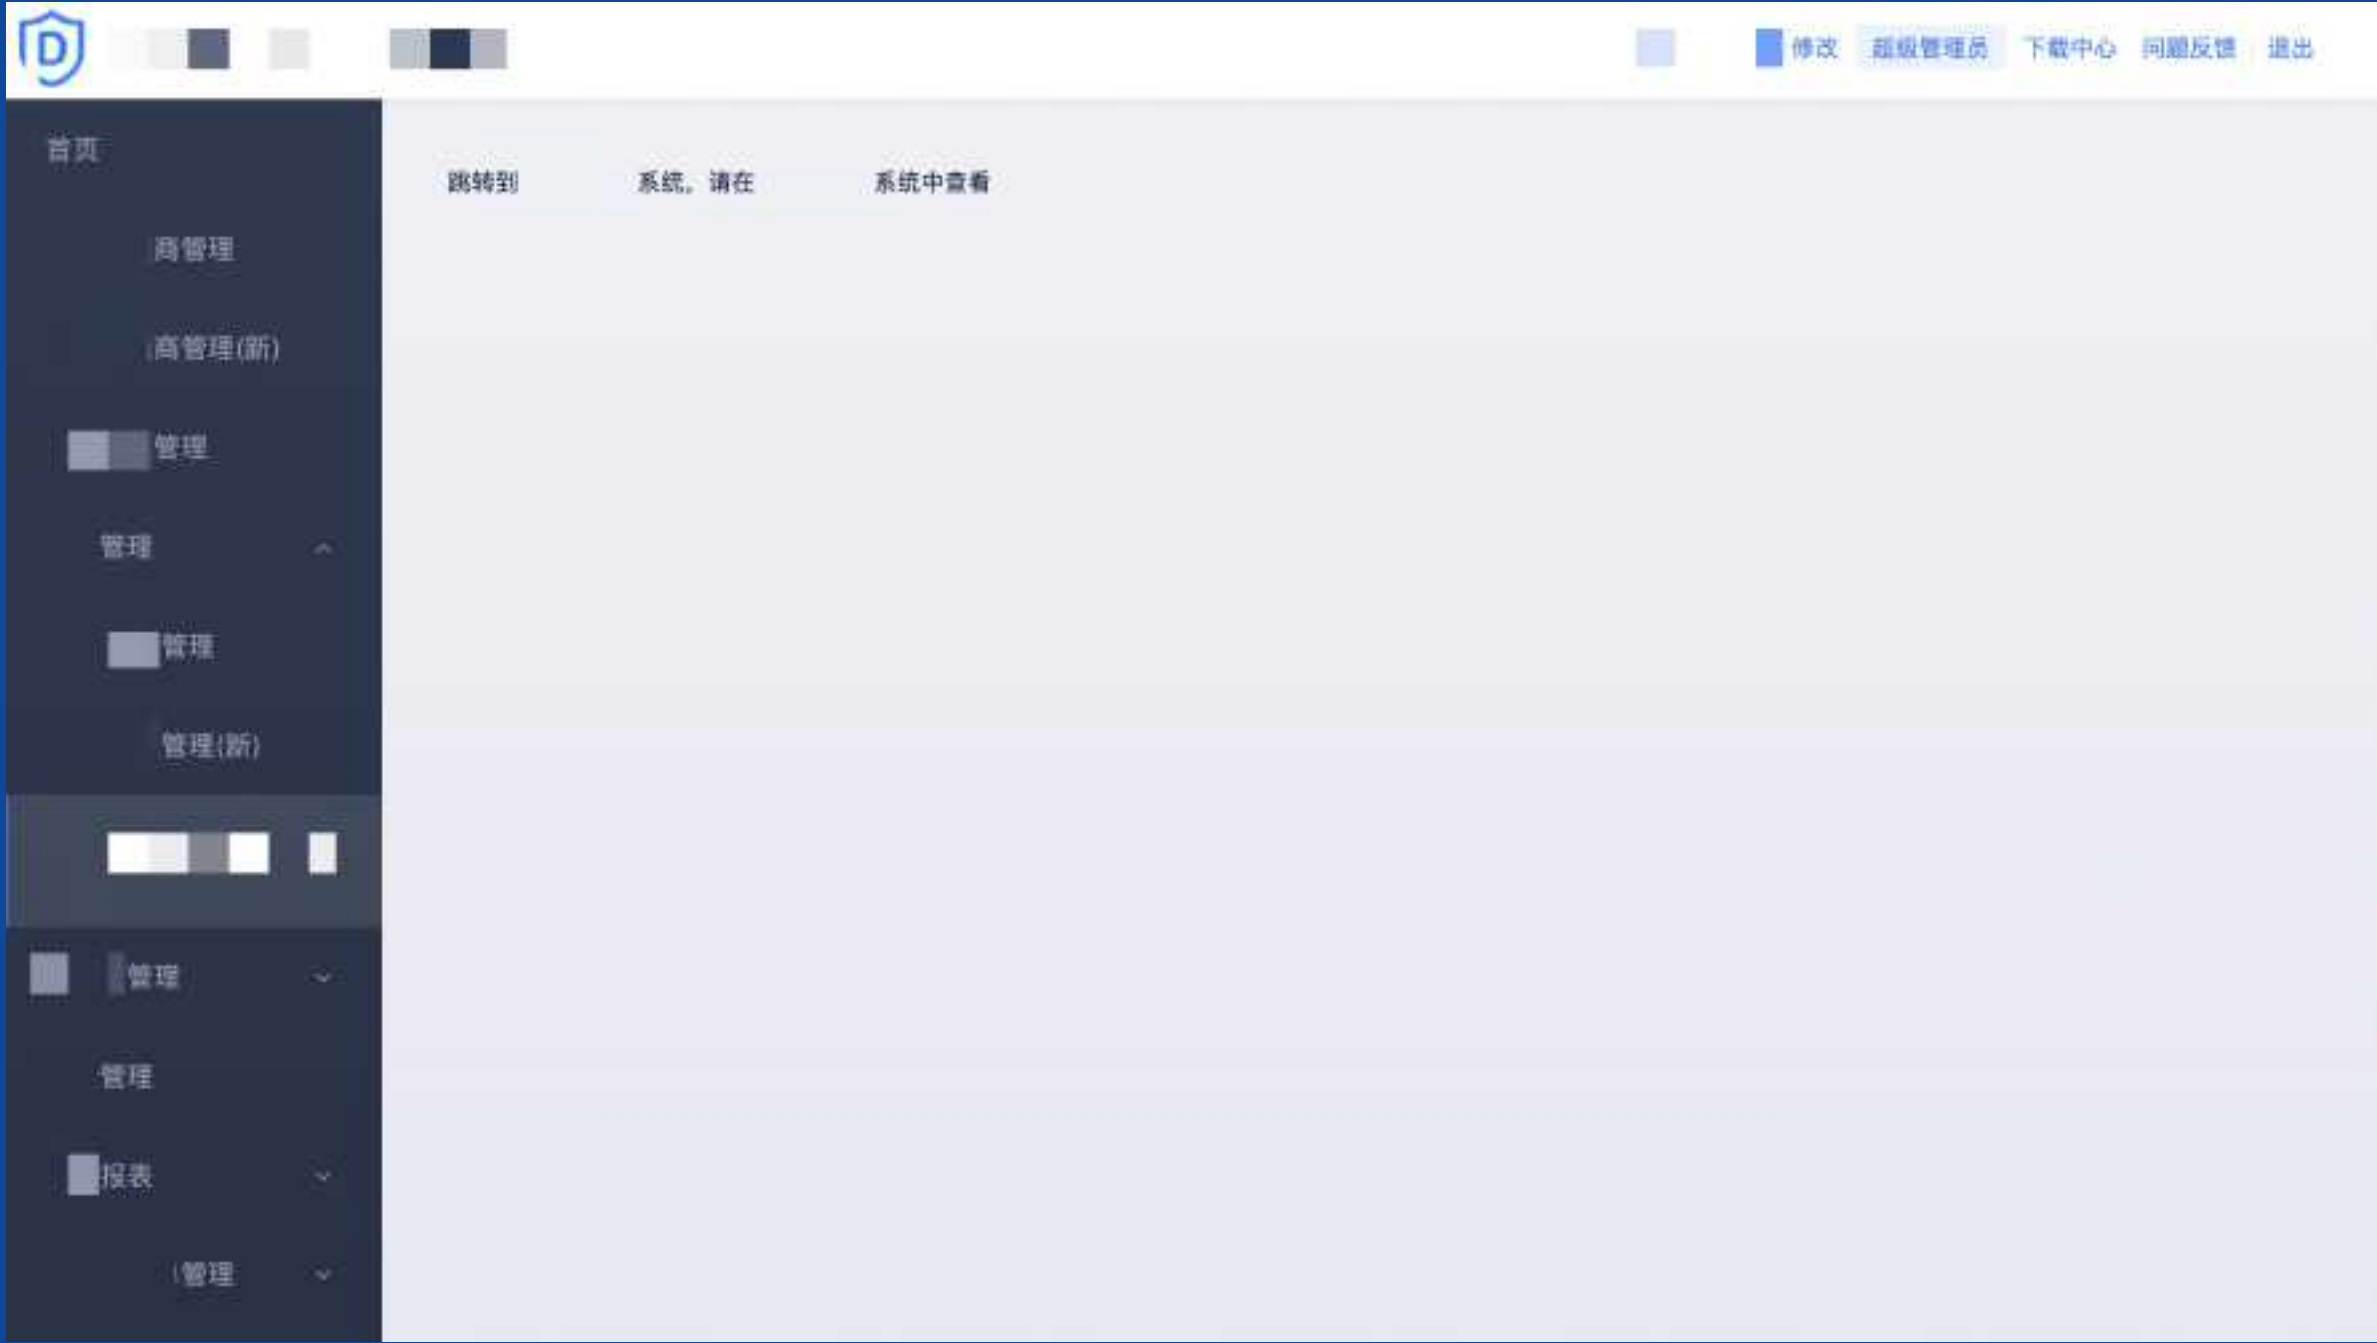 D
修改 超级管理员 下载中心 问题反馈 退出
首页
商管理
商管理(新)
管理
管理
管理
管理(新)
管理
管理
报表
管理
跳转到 系统。请在 系统中查看